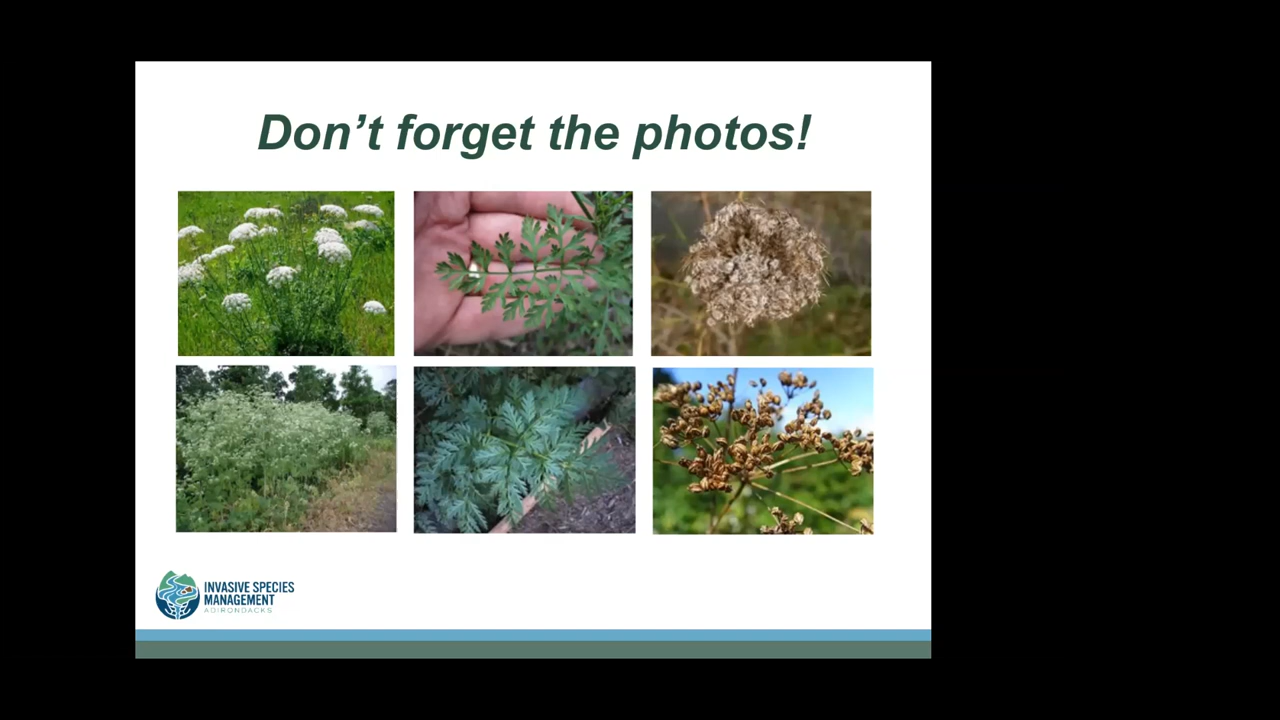 Don't forget the photos!
INVASIVE SPECIES
MANAGEMENT
ADIRONDACKS